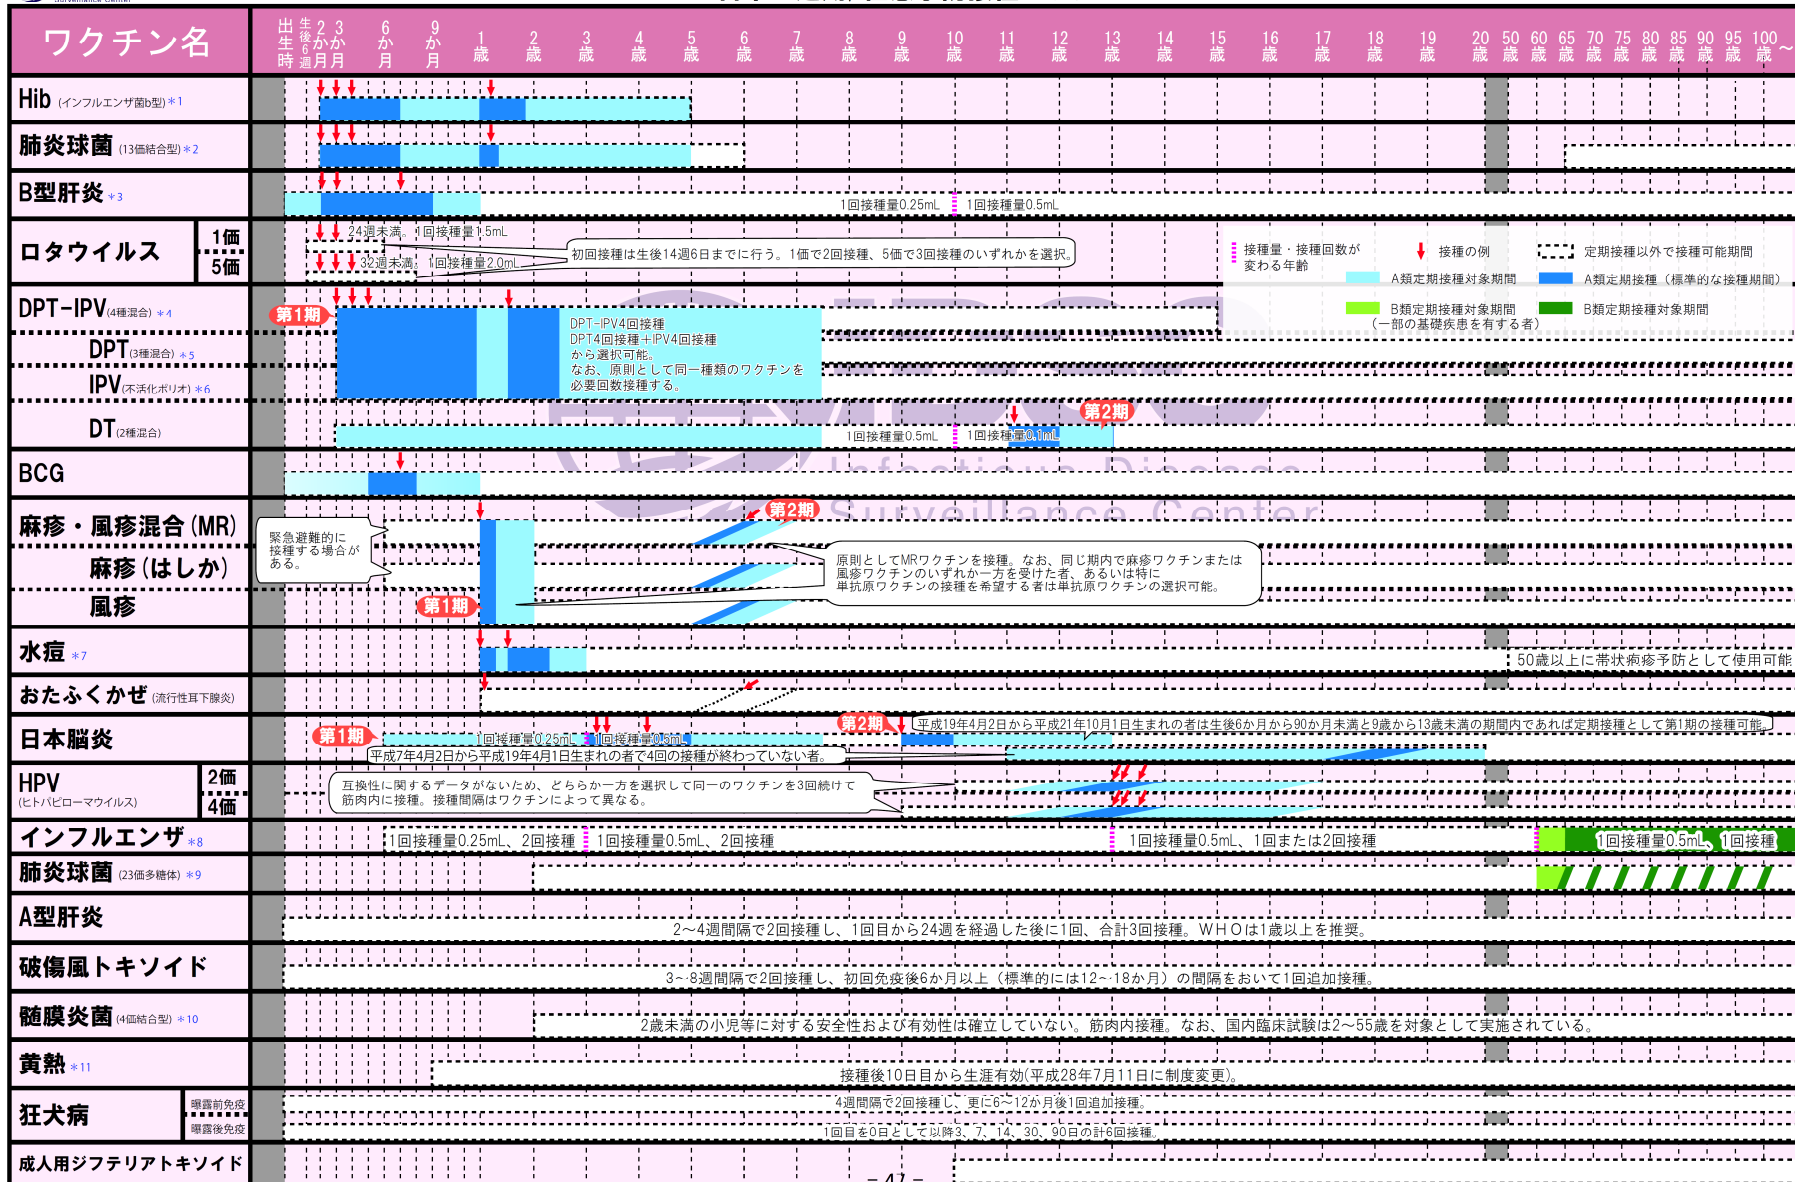 Surveillance Center
ワクチン名
出生時
生後6週
2か月
3か月
6か月
9か月
1歳
2歳
3歳
4歳
5歳
6歳
7歳
8歳
9歳
10歳
11歳
12歳
13歳
14歳
15歳
16歳
17歳
18歳
19歳
20歳
50歳
60歳
65歳
70歳
75歳
80歳
85歳
90歳
95歳
100歳～
Hib (インフルエンザ菌b型) *1
肺炎球菌 (13価結合型) *2
B型肝炎 *3
1回接種量0.25mL
1回接種量0.5mL
ロタウイルス
1価
5価
24週未満。1回接種量1.5mL
32週未満。1回接種量2.0mL
初回接種は生後14週6日までに行う。1価で2回接種、5価で3回接種のいずれかを選択。
接種量・接種回数が
変わる年齢
接種の例
定期接種以外で接種可能期間
A類定期接種対象期間
A類定期接種（標準的な接種期間）
B類定期接種対象期間
（一部の基礎疾患を有する者）
B類定期接種対象期間
DPT-IPV(4種混合) *4
第1期
DPT(3種混合) *5
IPV(不活化ポリオ) *6
DPT-IPV4回接種
DPT4回接種＋IPV4回接種
から選択可能。
なお、原則として同一種類のワクチンを
必要回数接種する。
DT(2種混合)
1回接種量0.5mL
1回接種量0.1mL
第2期
Infectious Disease
Surveillance Center
BCG
麻疹・風疹混合(MR)
麻疹(はしか)
風疹
緊急避難的に
接種する場合が
ある。
第1期
第2期
原則としてMRワクチンを接種。なお、同じ期内で麻疹ワクチンまたは
風疹ワクチンのいずれか一方を受けた者、あるいは特に
単抗原ワクチンの接種を希望する者は単抗原ワクチンの選択可能。
水痘 *7
50歳以上に帯状疱疹予防として使用可能
おたふくかぜ(流行性耳下腺炎)
日本脳炎
第1期
1回接種量0.25mL
1回接種量0.5mL
第2期
平成19年4月2日から平成21年10月1日生まれの者は生後6か月から90か月未満と9歳から13歳未満の期間内であれば定期接種として第1期の接種可能。
平成7年4月2日から平成19年4月1日生まれの者で4回の接種が終わっていない者。
HPV
(ヒトパピローマウイルス)
2価
4価
互換性に関するデータがないため、どちらか一方を選択して同一のワクチンを3回続けて
筋肉内に接種。接種間隔はワクチンによって異なる。
インフルエンザ *8
1回接種量0.25mL、2回接種
1回接種量0.5mL、2回接種
1回接種量0.5mL、1回または2回接種
1回接種量0.5mL、1回接種
肺炎球菌 (23価多糖体) *9
A型肝炎
2～4週間隔で2回接種し、1回目から24週を経過した後に1回、合計3回接種。WHOは1歳以上を推奨。
破傷風トキソイド
3～8週間隔で2回接種し、初回免疫後6か月以上（標準的には12～18か月）の間隔をおいて1回追加接種。
髄膜炎菌 (4価結合型) *10
2歳未満の小児等に対する安全性および有効性は確立していない。筋肉内接種。なお、国内臨床試験は2～55歳を対象として実施されている。
黄熱 *11
接種後10日目から生涯有効(平成28年7月11日に制度変更)。
狂犬病
曝露前免疫
曝露後免疫
4週間隔で2回接種し、更に6～12か月後1回追加接種。
1回目を0日として以降3、7、14、30、90日の計6回接種。
成人用ジフテリアトキソイド
- 47 -